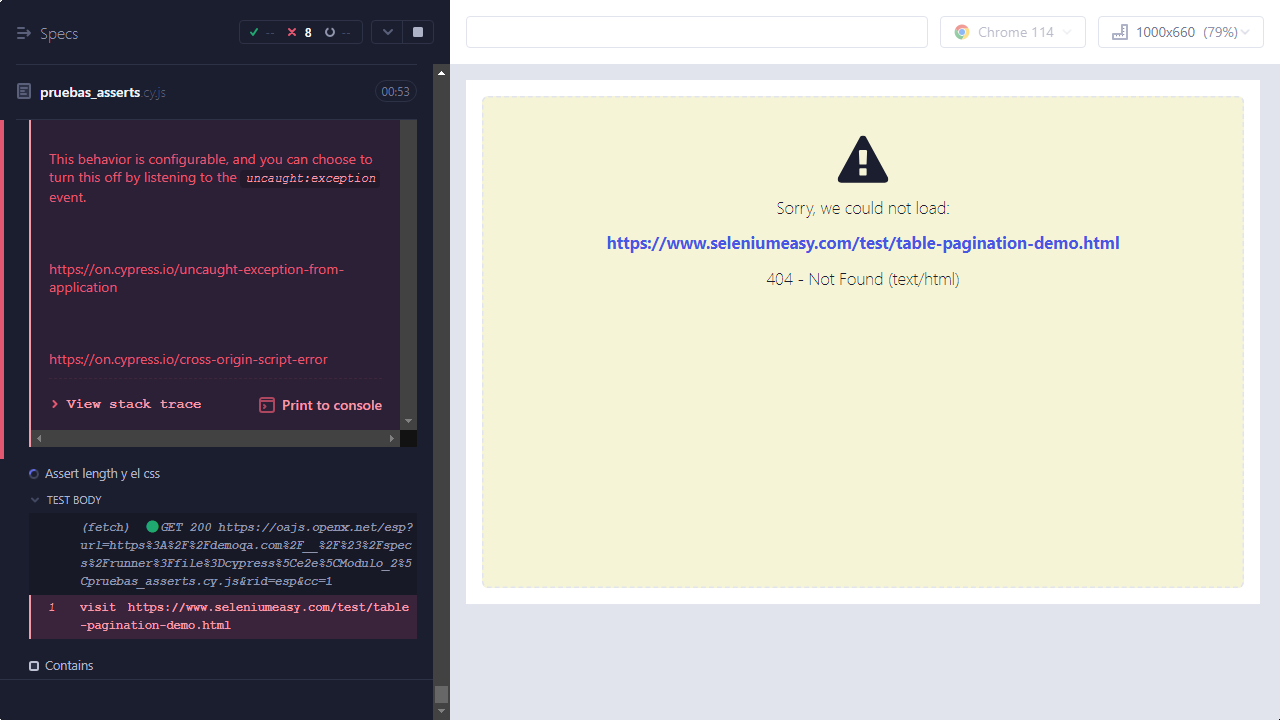 Specs
--
8
--
Chrome 114
1000x660 (79%)
pruebas_asserts.cy.js
00:53
This behavior is configurable, and you can choose to
turn this off by listening to the uncaught:exception
event.
https://on.cypress.io/uncaught-exception-from-
application
https://on.cypress.io/cross-origin-script-error
View stack trace
Print to console
Assert length y el css
TEST BODY
(fetch) GET 200 https://oajs.openx.net/esp?
url=https%3A%2F%2Fdemoqa.com%2F__%2F%23%2Fspec
s%2Frunner%3Ffile%3Dcypress%5Ce2e%5CModulo_2%5
Cpruebas_asserts.cy.js&rid=esp&cc=1
1 visit https://www.seleniumeasy.com/test/table
-pagination-demo.html
Contains
Sorry, we could not load:
https://www.seleniumeasy.com/test/table-pagination-demo.html
404 - Not Found (text/html)